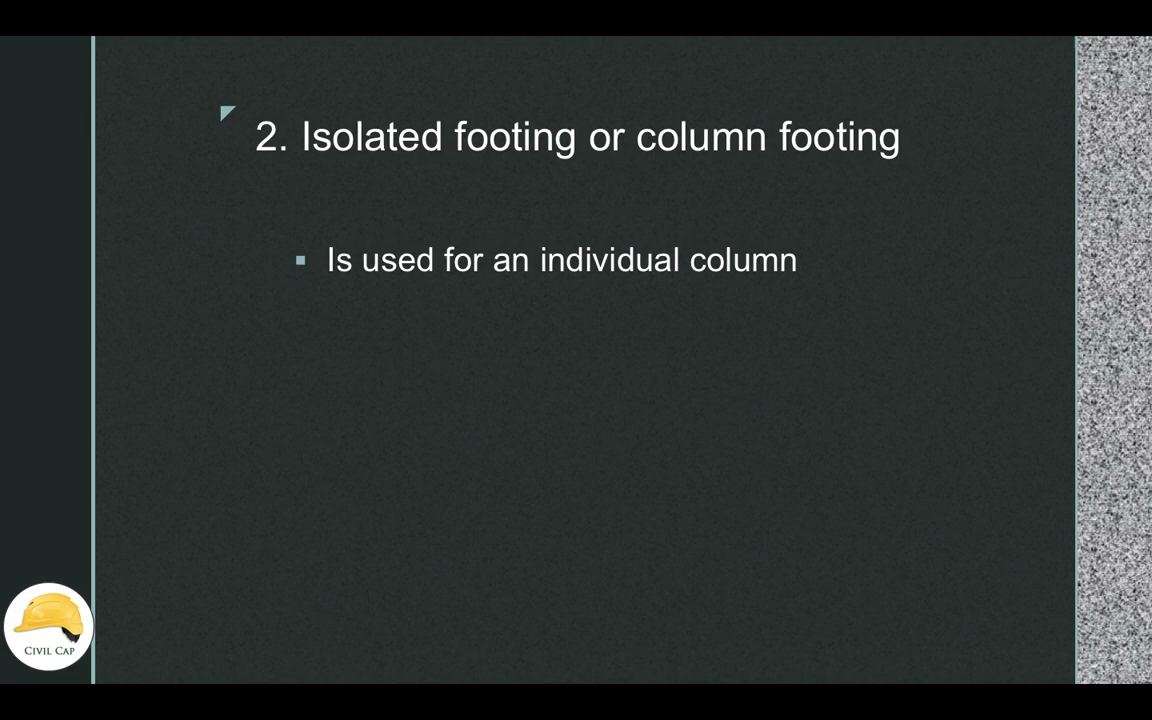 2. Isolated footing or column footing
Is used for an individual column
CIVIL CAP